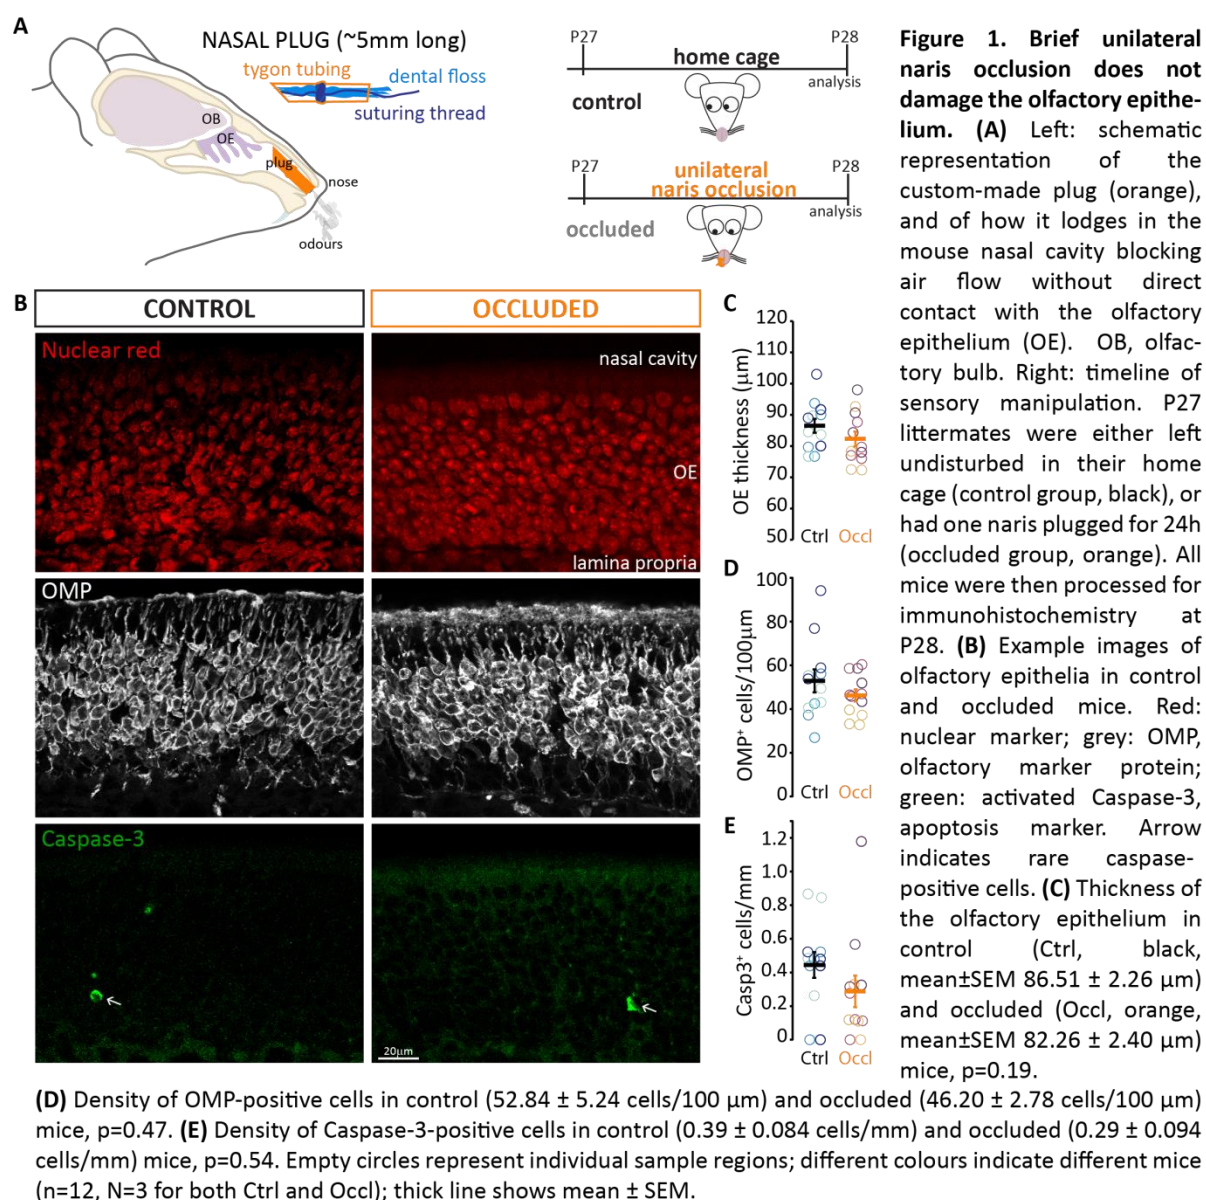 A
NASAL PLUG (~5mm long)
tygon tubing
dental floss
suturing thread
OB
OE
plug
nose
odours
P27
P28
home cage
analysis
control
P27
P28
unilateral
naris occlusion
analysis
occluded
Figure 1. Brief unilateral
naris occlusion does not
damage the olfactory epithe-
lium. (A) Left: schematic
representation of the
custom-made plug (orange),
and of how it lodges in the
mouse nasal cavity blocking
air flow without direct
contact with the olfactory
epithelium (OE). OB, olfac-
tory bulb. Right: timeline of
sensory manipulation. P27
littermates were either left
undisturbed in their home
cage (control group, black), or
had one naris plugged for 24h
(occluded group, orange). All
mice were then processed for
immunohistochemistry at
P28. (B) Example images of
olfactory epithelia in control
and occluded mice. Red:
nuclear marker; grey: OMP,
olfactory marker protein;
green: activated Caspase-3,
apoptosis marker. Arrow
indicates rare caspase-
positive cells. (C) Thickness of
the olfactory epithelium in
control (Ctrl, black,
mean±SEM 86.51 ± 2.26 µm)
and occluded (Occl, orange,
mean±SEM 82.26 ± 2.40 µm)
mice, p=0.19.
B
CONTROL
OCCLUDED
Nuclear red
nasal cavity
OE
lamina propria
OMP
Caspase-3
20µm
C
OE thickness (µm)
120
110
100
90
80
70
60
50
Ctrl
Occl
D
OMP⁺ cells/100µm
100
80
60
40
20
0
Ctrl
Occl
E
Casp3⁺ cells/mm
1.2
1.0
0.8
0.6
0.4
0.2
0
Ctrl
Occl
(D) Density of OMP-positive cells in control (52.84 ± 5.24 cells/100 µm) and occluded (46.20 ± 2.78 cells/100 µm)
mice, p=0.47. (E) Density of Caspase-3-positive cells in control (0.39 ± 0.084 cells/mm) and occluded (0.29 ± 0.094
cells/mm) mice, p=0.54. Empty circles represent individual sample regions; different colours indicate different mice
(n=12, N=3 for both Ctrl and Occl); thick line shows mean ± SEM.